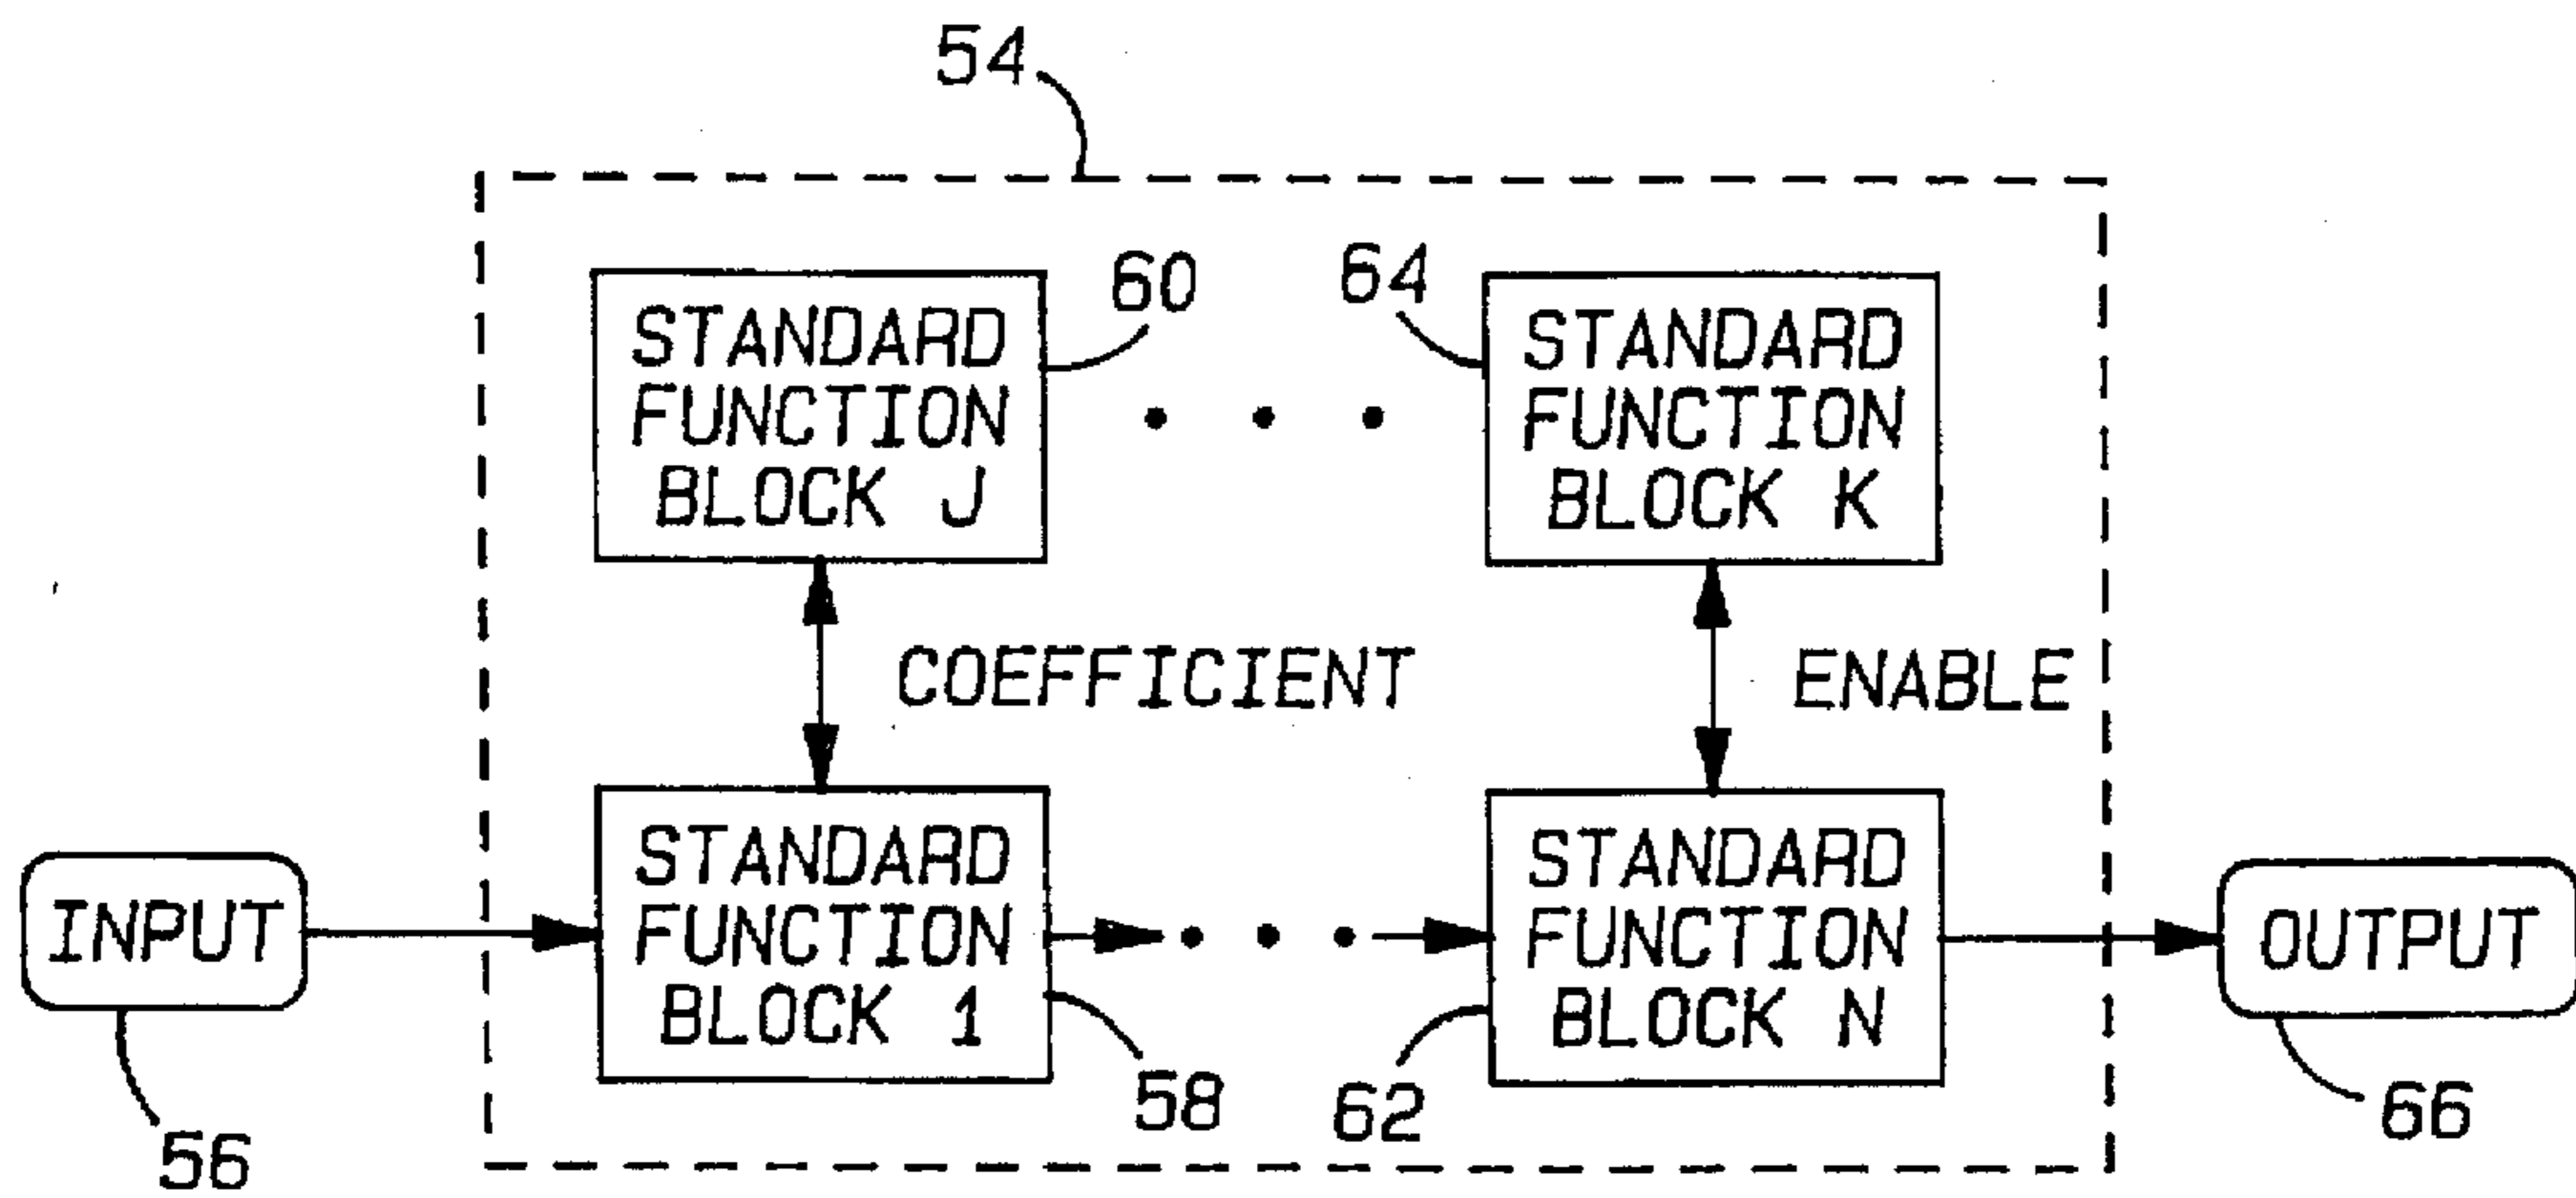 54
STANDARD
FUNCTION
BLOCK J
60
64
STANDARD
FUNCTION
BLOCK K
COEFFICIENT
ENABLE
INPUT
56
STANDARD
FUNCTION
BLOCK 1
58
62
STANDARD
FUNCTION
BLOCK N
OUTPUT
66